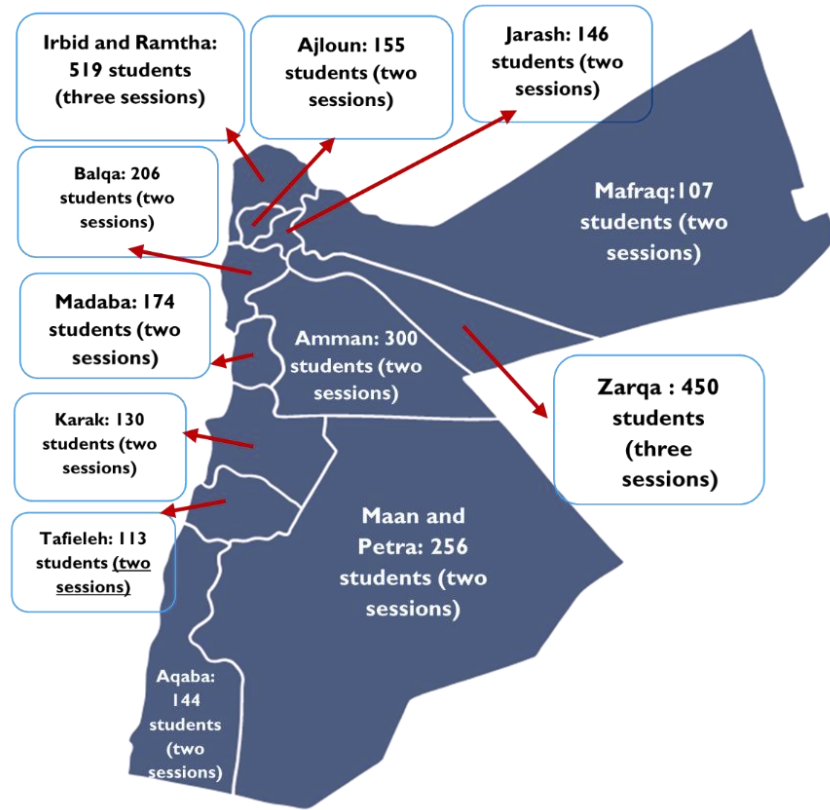 Irbid and Ramtha:
519 students
(three sessions)
Ajloun: 155
students (two
sessions)
Jarash: 146
students (two
sessions)
Balqa: 206
students (two
sessions)
Mafraq:107
students (two
sessions)
Madaba: 174
students (two
sessions)
Amman: 300
students (two
sessions)
Zarqa : 450
students
(three
sessions)
Karak: 130
students (two
sessions)
Tafieleh: 113
students (two
sessions)
Maan and
Petra: 256
students (two
sessions)
Aqaba:
144
students
(two
sessions)